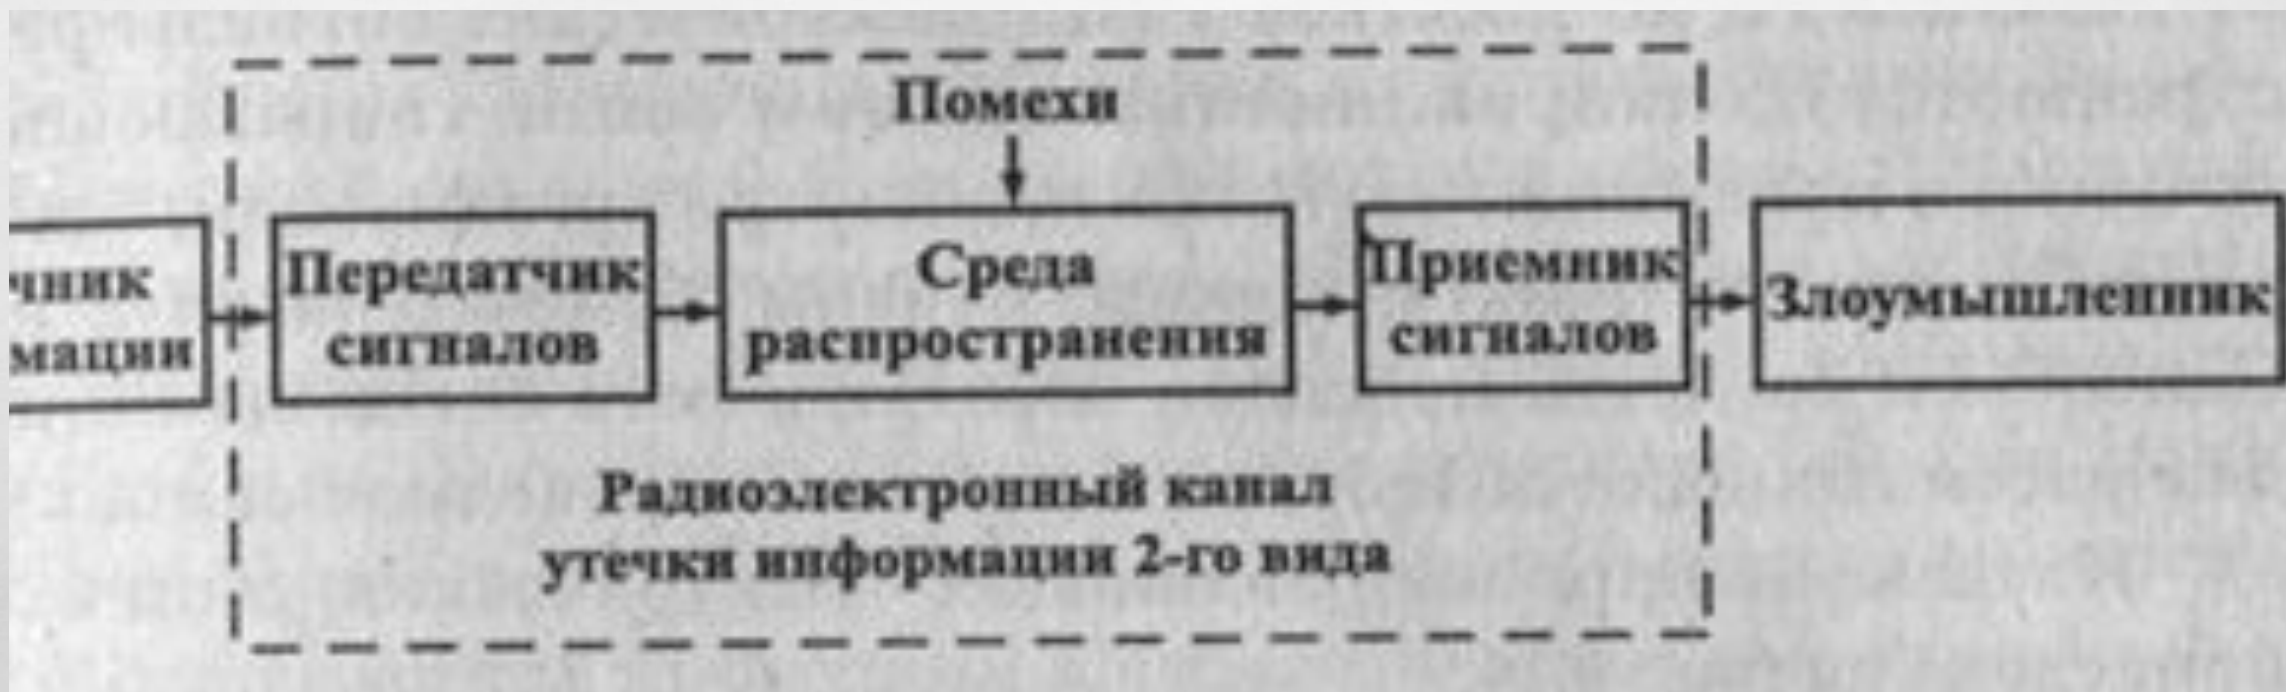 Помехи
чник
мации
Передатчик
сигналов
Среда
распространения
Приемник
сигналов
Злоумышленник
Радиоэлектронный канал
утечки информации 2-го вида